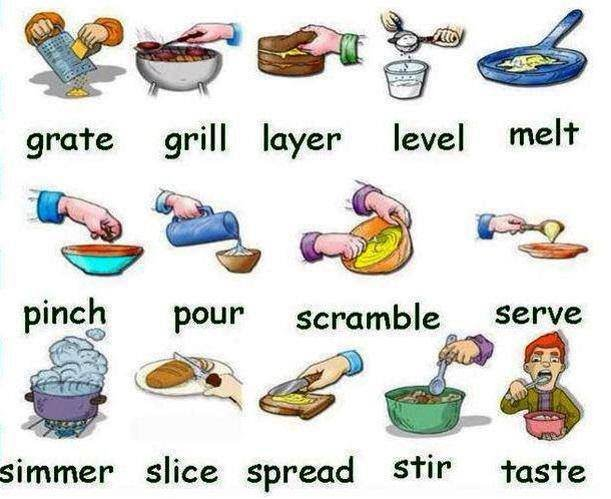 grate grill layer level melt
pinch pour scramble serve
simmer slice spread stir taste